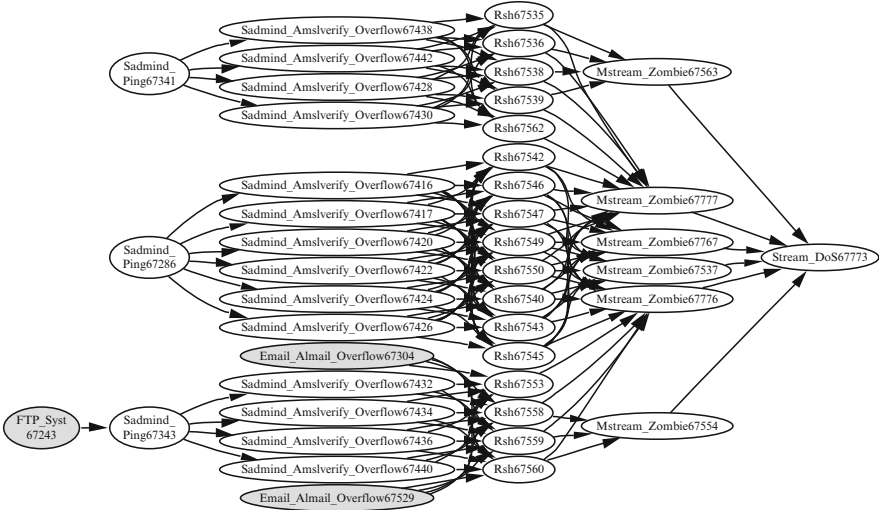 Sadmind_
Ping67341
Sadmind_Amslverify_Overflow67438
Sadmind_Amslverify_Overflow67442
Sadmind_Amslverify_Overflow67428
Sadmind_Amslverify_Overflow67430
Rsh67535
Rsh67536
Rsh67538
Rsh67539
Rsh67562
Mstream_Zombie67563
Sadmind_
Ping67286
Sadmind_Amslverify_Overflow67416
Sadmind_Amslverify_Overflow67417
Sadmind_Amslverify_Overflow67420
Sadmind_Amslverify_Overflow67422
Sadmind_Amslverify_Overflow67424
Sadmind_Amslverify_Overflow67426
Rsh67542
Rsh67546
Rsh67547
Rsh67549
Rsh67550
Rsh67540
Rsh67543
Rsh67545
Mstream_Zombie67777
Mstream_Zombie67767
Mstream_Zombie67537
Mstream_Zombie67776
Stream_DoS67773
Email_Almail_Overflow67304
FTP_Syst
67243
Sadmind_
Ping67343
Sadmind_Amslverify_Overflow67432
Sadmind_Amslverify_Overflow67434
Sadmind_Amslverify_Overflow67436
Sadmind_Amslverify_Overflow67440
Email_Almail_Overflow67529
Rsh67553
Rsh67558
Rsh67559
Rsh67560
Mstream_Zombie67554